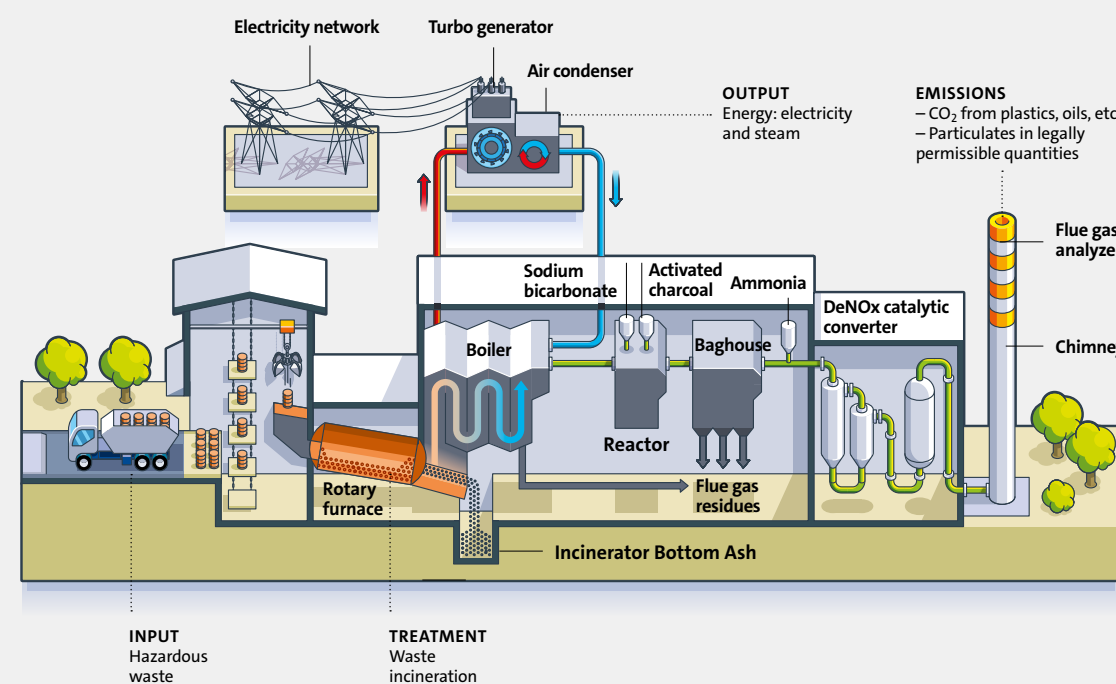 Electricity network
Turbo generator
Air condenser
OUTPUT
Energy: electricity
and steam
EMISSIONS
– CO₂ from plastics, oils, etc
– Particulates in legally
permissible quantities
Flue gas
analyze
Sodium
bicarbonate
Activated
charcoal
Ammonia
DeNOx catalytic
converter
Boiler
Baghouse
Chimne
Reactor
Rotary
furnace
Flue gas
residues
Incinerator Bottom Ash
INPUT
Hazardous
waste
TREATMENT
Waste
incineration